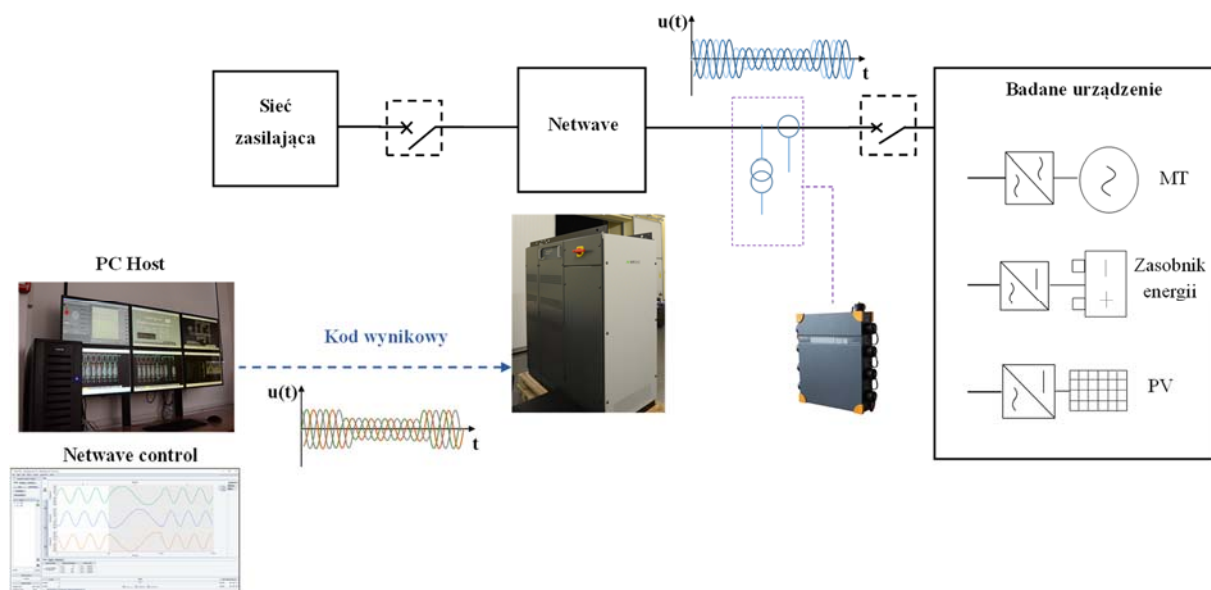 u(t)
t
Sieć
zasilająca
Netwave
Badane urządzenie
MT
Zasobnik
energii
PV
PC Host
Kod wynikowy
u(t)
t
Netwave control